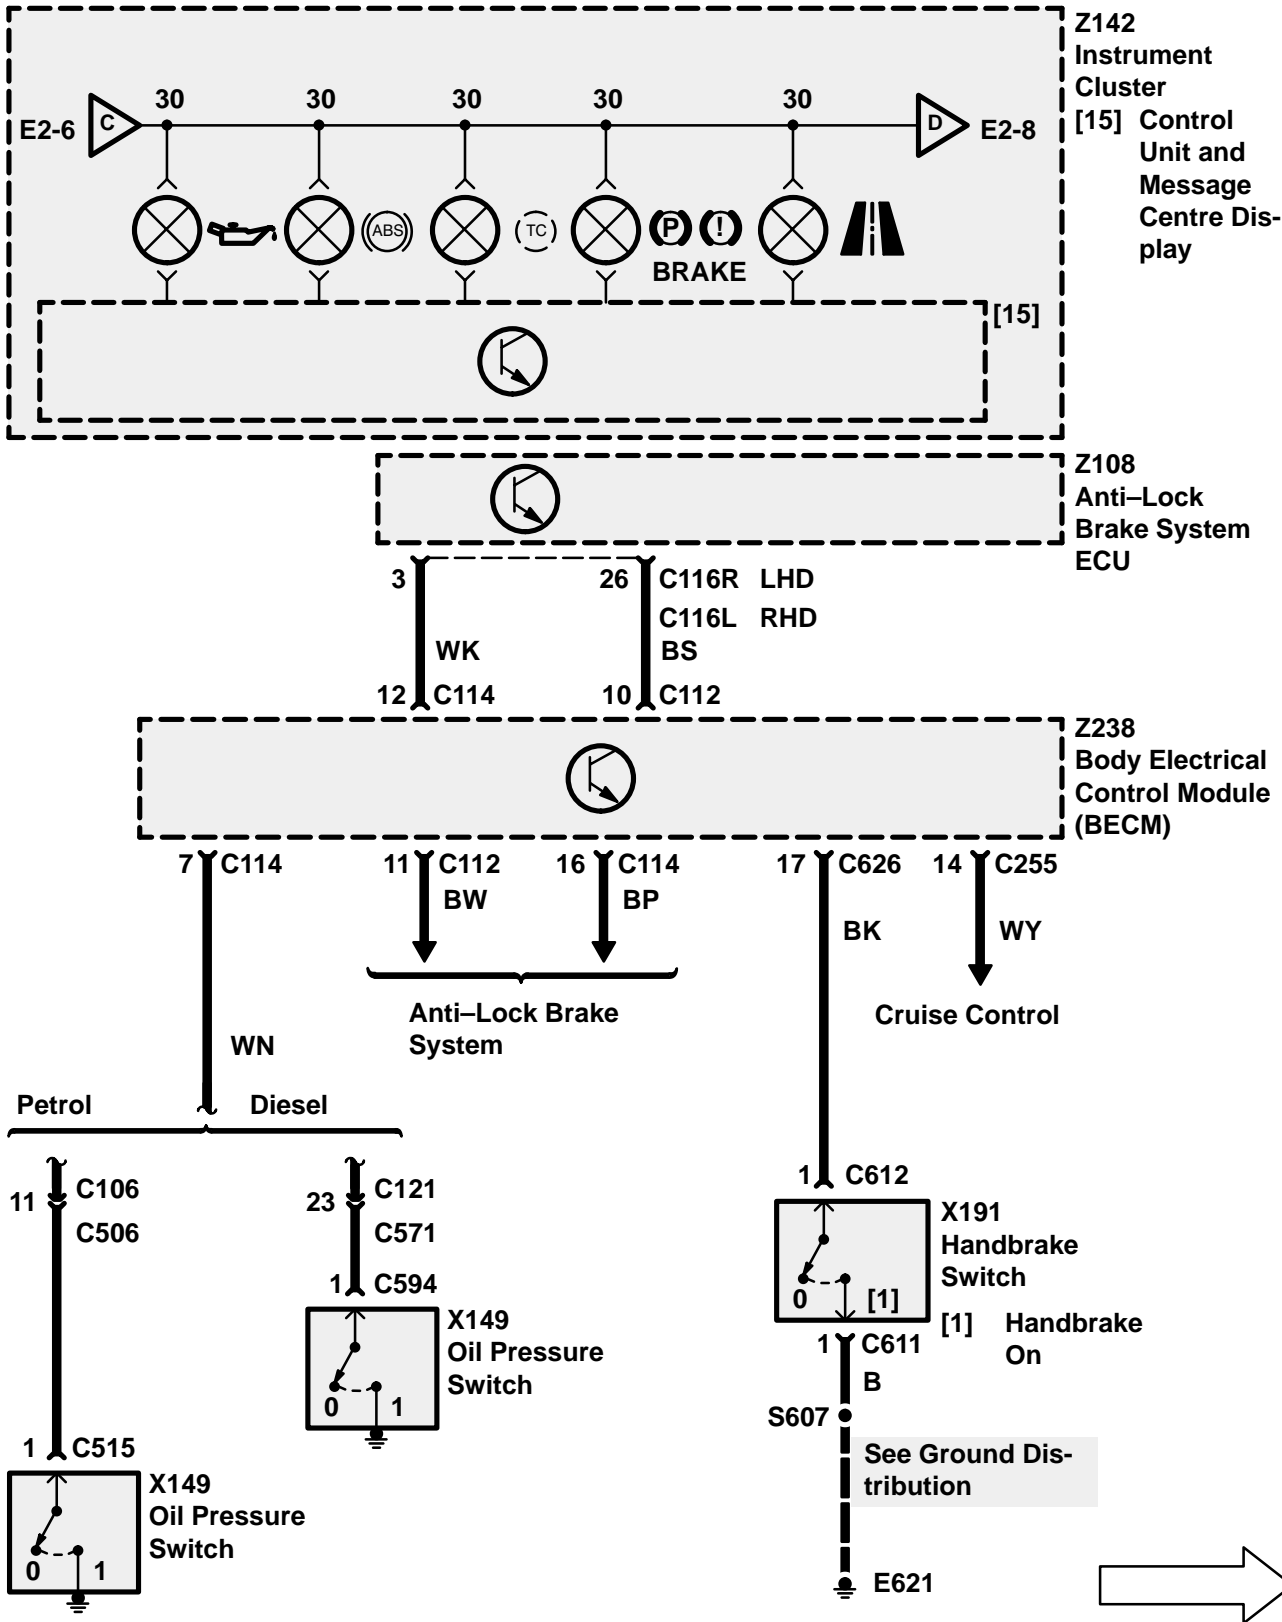 Z142
Instrument
Cluster
[15] Control
Unit and
Message
Centre Dis-
play
30 30 30 30 30
E2-6 C D E2-8
ABS TC P !
BRAKE
[15]
Z108
Anti–Lock
Brake System
ECU
3 26 C116R LHD
C116L RHD
WK BS
12 C114 10 C112
Z238
Body Electrical
Control Module
(BECM)
7 C114 11 C112 16 C114 17 C626 14 C255
BW BP
BK WY
Anti–Lock Brake
System
Cruise Control
WN
Petrol Diesel
11 C106
C506
23 C121
C571
1 C594
X149
Oil Pressure
Switch
0 1
1 C612
X191
Handbrake
Switch
0 [1]
[1] Handbrake
On
1 C611
B
S607
See Ground Dis-
tribution
E621
1 C515
X149
Oil Pressure
Switch
0 1